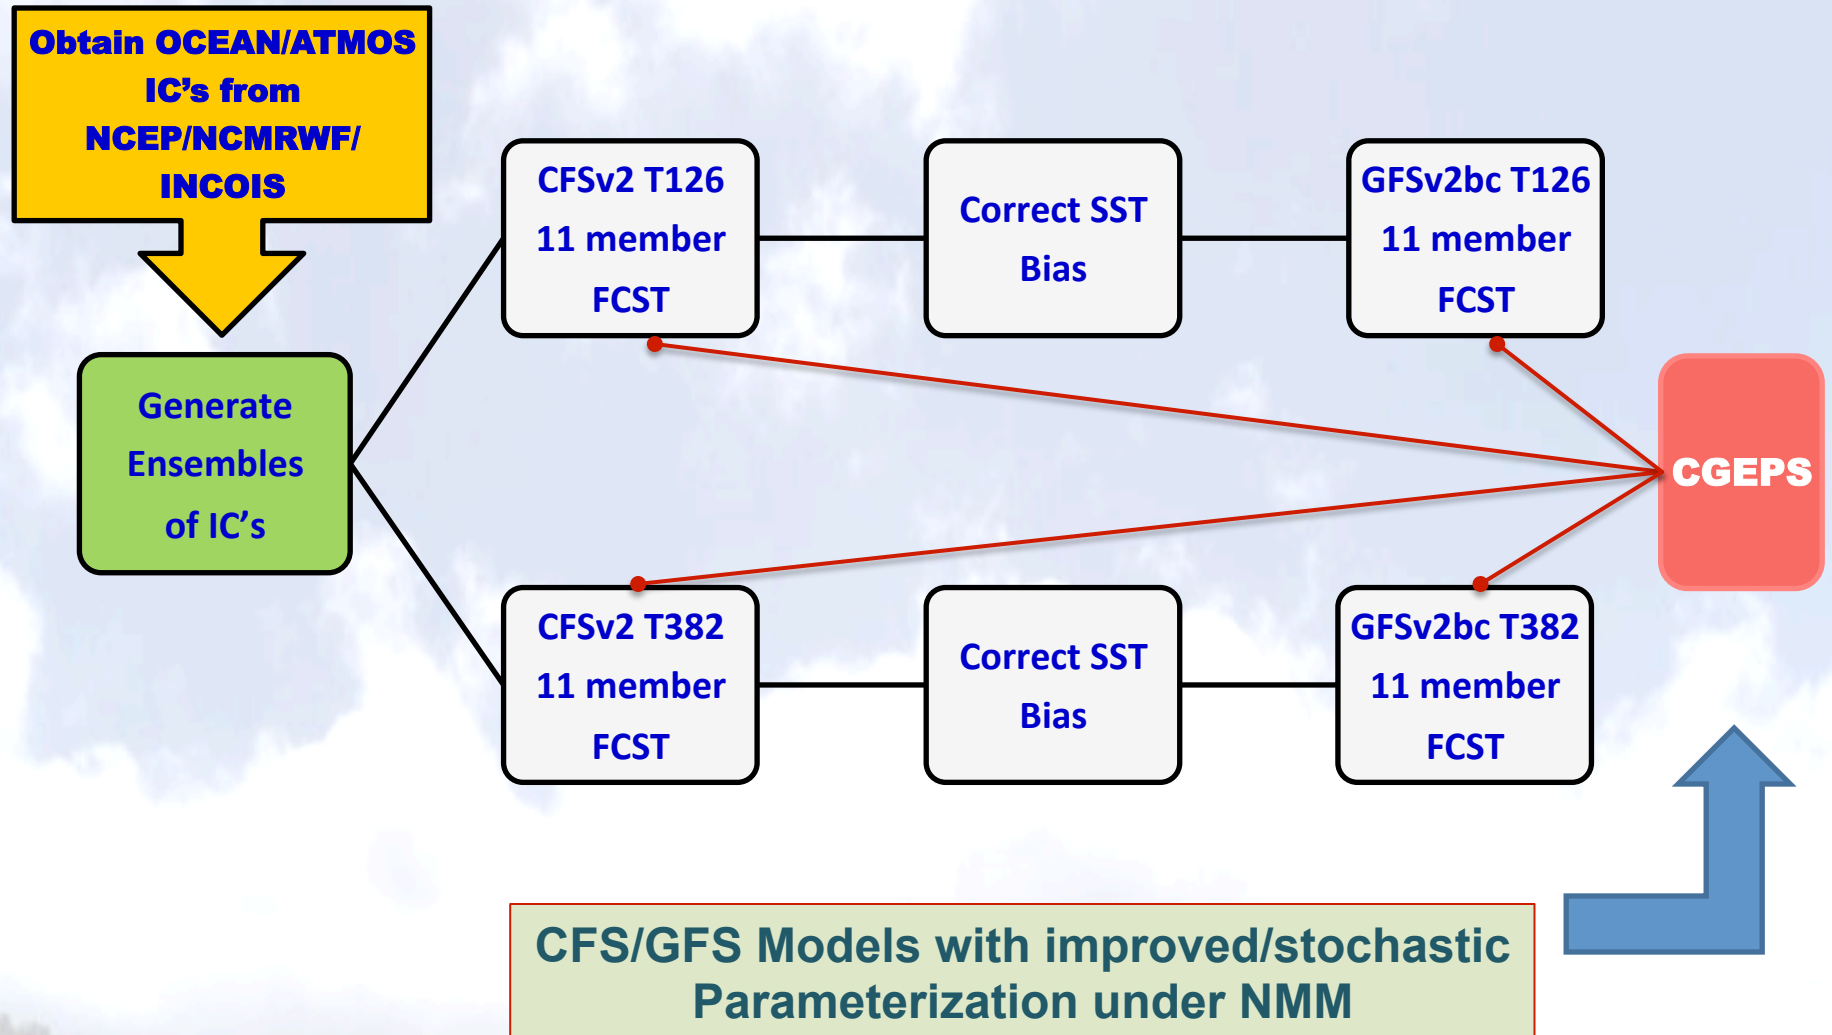 Obtain OCEAN/ATMOS
IC’s from
NCEP/NCMRWF/
INCOIS
Generate
Ensembles
of IC’s
CFSv2 T126
11 member
FCST
Correct SST
Bias
GFSv2bc T126
11 member
FCST
CFSv2 T382
11 member
FCST
Correct SST
Bias
GFSv2bc T382
11 member
FCST
CGEPS
CFS/GFS Models with improved/stochastic
Parameterization under NMM